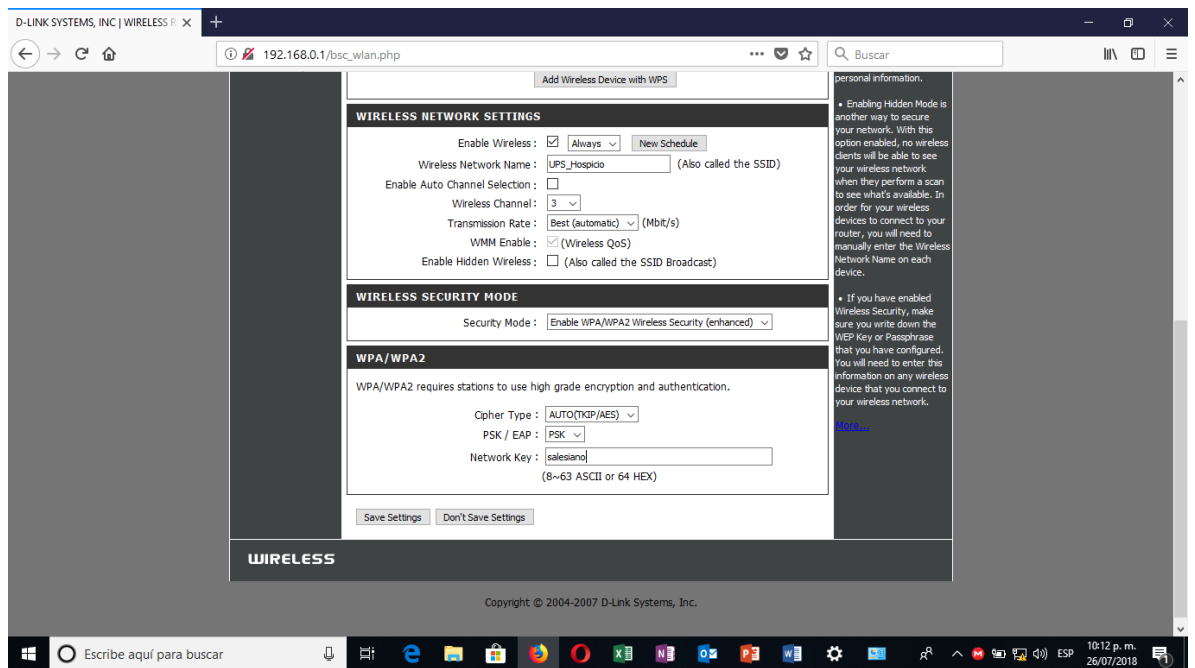 D-LINK SYSTEMS, INC | WIRELESS R
192.168.0.1/bsc_wlan.php
Buscar
Add Wireless Device with WPS
WIRELESS NETWORK SETTINGS
Enable Wireless : Always New Schedule
Wireless Network Name : UPS_Hospicio (Also called the SSID)
Enable Auto Channel Selection :
Wireless Channel : 3
Transmission Rate : Best (automatic) (Mbit/s)
WMM Enable : (Wireless QoS)
Enable Hidden Wireless : (Also called the SSID Broadcast)
WIRELESS SECURITY MODE
Security Mode : Enable WPA/WPA2 Wireless Security (enhanced)
WPA/WPA2
WPA/WPA2 requires stations to use high grade encryption and authentication.
Cipher Type : AUTO(TKIP/AES)
PSK / EAP : PSK
Network Key : salesiano
(8~63 ASCII or 64 HEX)
Save Settings Don't Save Settings
personal information.
• Enabling Hidden Mode is
another way to secure
your network. With this
option enabled, no wireless
clients will be able to see
your wireless network
when they perform a scan
to see what's available. In
order for your wireless
devices to connect to your
router, you will need to
manually enter the Wireless
Network Name on each
device.
• If you have enabled
Wireless Security, make
sure you write down the
WEP Key or Passphrase
that you have configured.
You will need to enter this
information on any wireless
device that you connect to
your wireless network.
More...
WIRELESS
Copyright © 2004-2007 D-Link Systems, Inc.
Escribe aquí para buscar
ESP
10:12 p. m.
26/07/2018